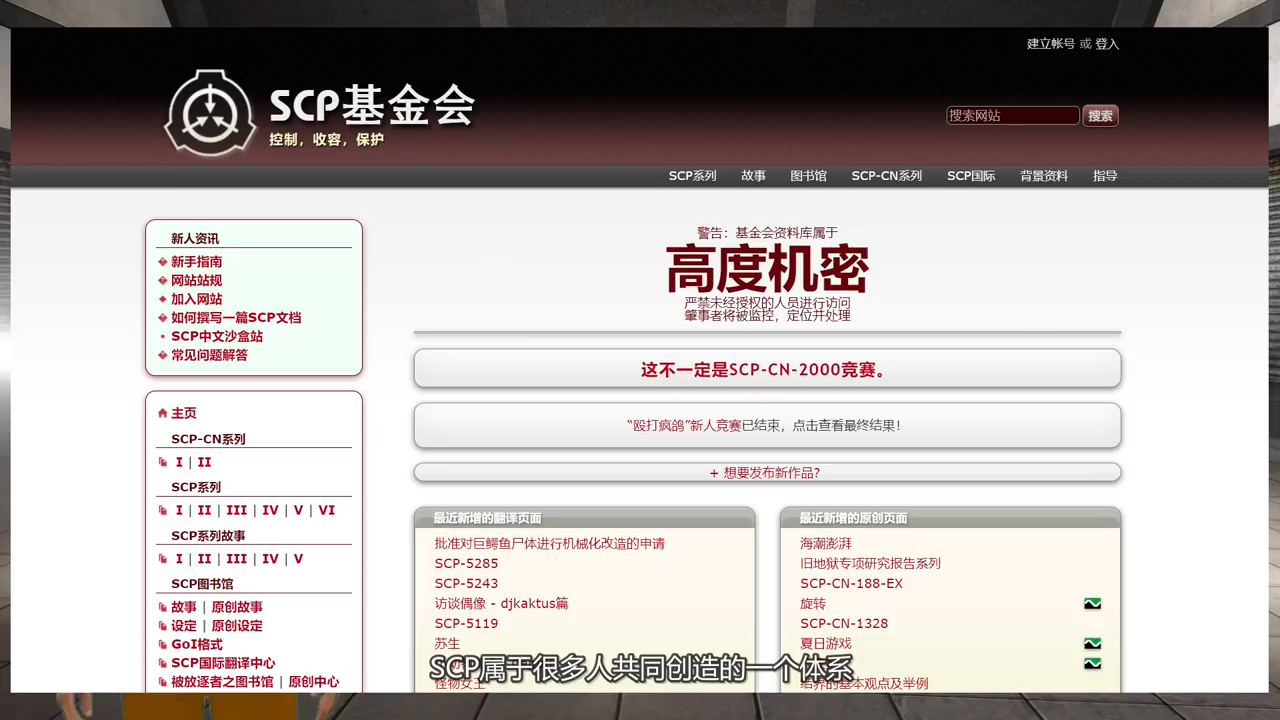 建立帐号 或 登入
SCP基金会
控制，收容，保护
搜索网站 搜索
SCP系列 故事 图书馆 SCP-CN系列 SCP国际 背景资料 指导
新人资讯
新手指南
网站站规
加入网站
如何撰写一篇SCP文档
SCP中文沙盒站
常见问题解答
主页
SCP-CN系列
I | II
SCP系列
I | II | III | IV | V | VI
SCP系列故事
I | II | III | IV | V
SCP图书馆
故事 | 原创故事
设定 | 原创设定
GoI格式
SCP国际翻译中心
被放逐者之图书馆 | 原创中心
警告：基金会资料库属于
高度机密
严禁未经授权的人员进行访问
肇事者将被监控，定位并处理
这不一定是SCP-CN-2000竞赛。
“殴打疯鸽”新人竞赛已结束，点击查看最终结果！
+ 想要发布新作品?
最近新增的翻译页面
批准对巨鳄鱼尸体进行机械化改造的申请
SCP-5285
SCP-5243
访谈偶像 - djkaktus篇
SCP-5119
苏生
怪物女王
最近新增的原创页面
海潮澎湃
旧地狱专项研究报告系列
SCP-CN-188-EX
旋转
SCP-CN-1328
夏日游戏
结界的基本观点及举例
SCP属于很多人共同创造的一个体系